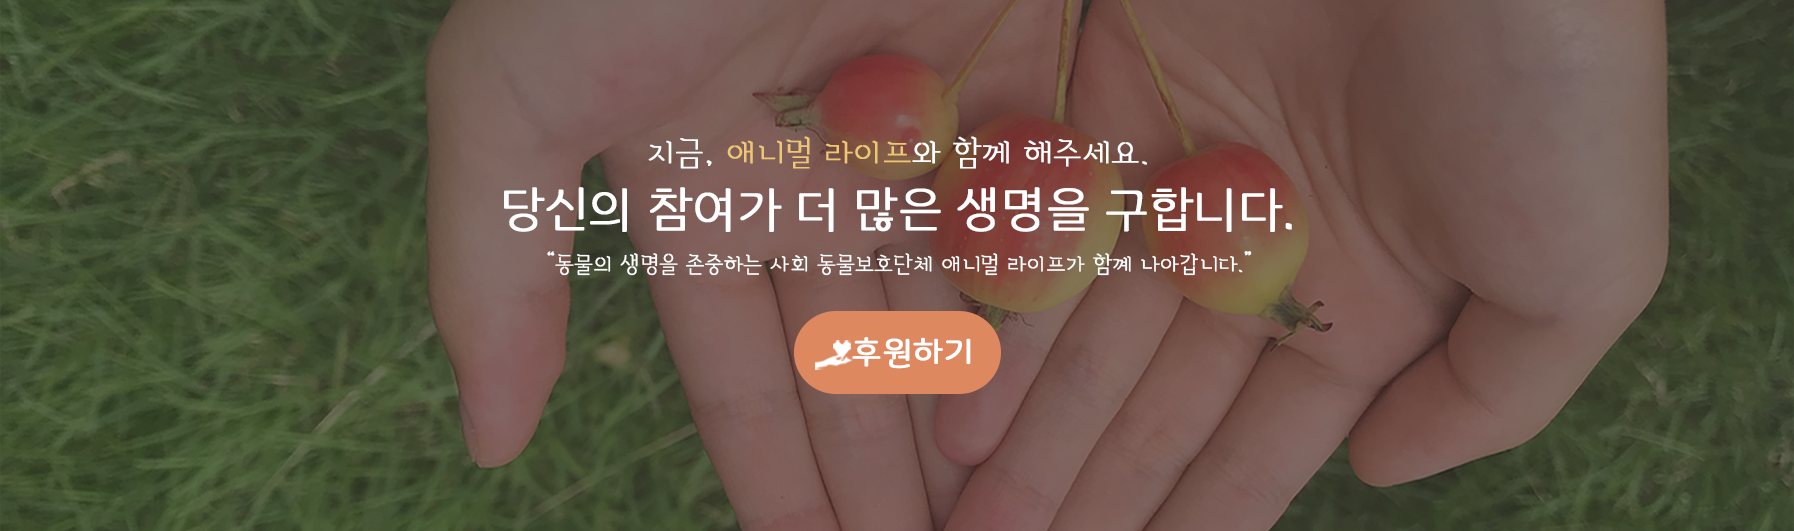 지금, 애니멀 라이프와 함께 해주세요.
당신의 참여가 더 많은 생명을 구합니다.
“동물의 생명을 존중하는 사회 동물보호단체 애니멀 라이프가 함께 나아갑니다.”
후원하기